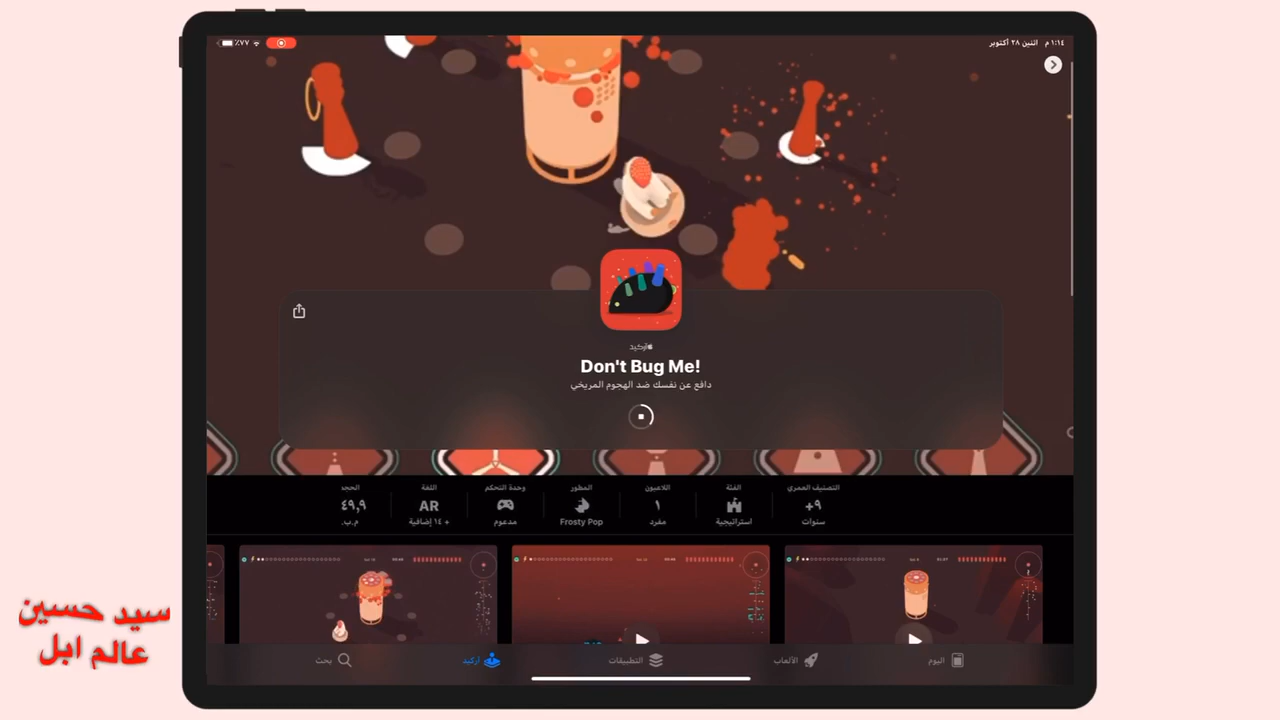 ١:١٤ م اثنين ٢٨ أكتوبر
٪٧٧
آركيد
Don't Bug Me!
دافع عن نفسك ضد الهجوم المريخي
التصنيف العمري
+٩
سنوات
الفئة
استراتيجية
اللاعبون
١
مفرد
المطور
Frosty Pop
وحدة التحكم
مدعوم
اللغة
AR
+ ١٤ إضافية
الحجم
٤٩,٩
م.ب.
اليوم
الألعاب
التطبيقات
آركيد
بحث
سيد حسين
عالم ابل